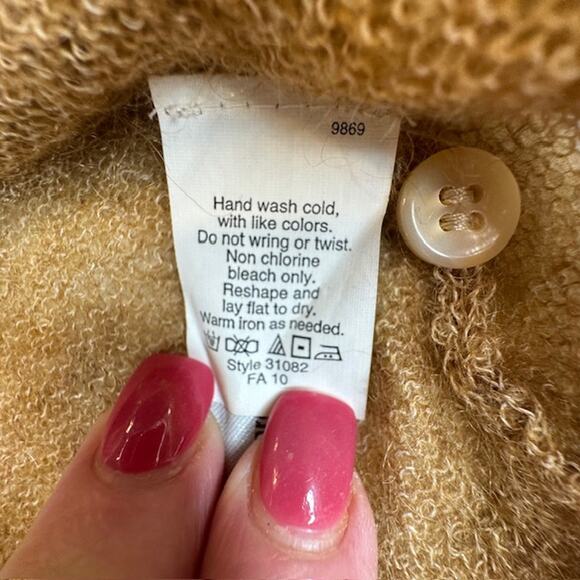 9869
Hand wash cold,
with like colors.
Do not wring or twist.
Non chlorine
bleach only.
Reshape and
lay flat to dry.
Warm iron as needed.
Style 31082
FA 10